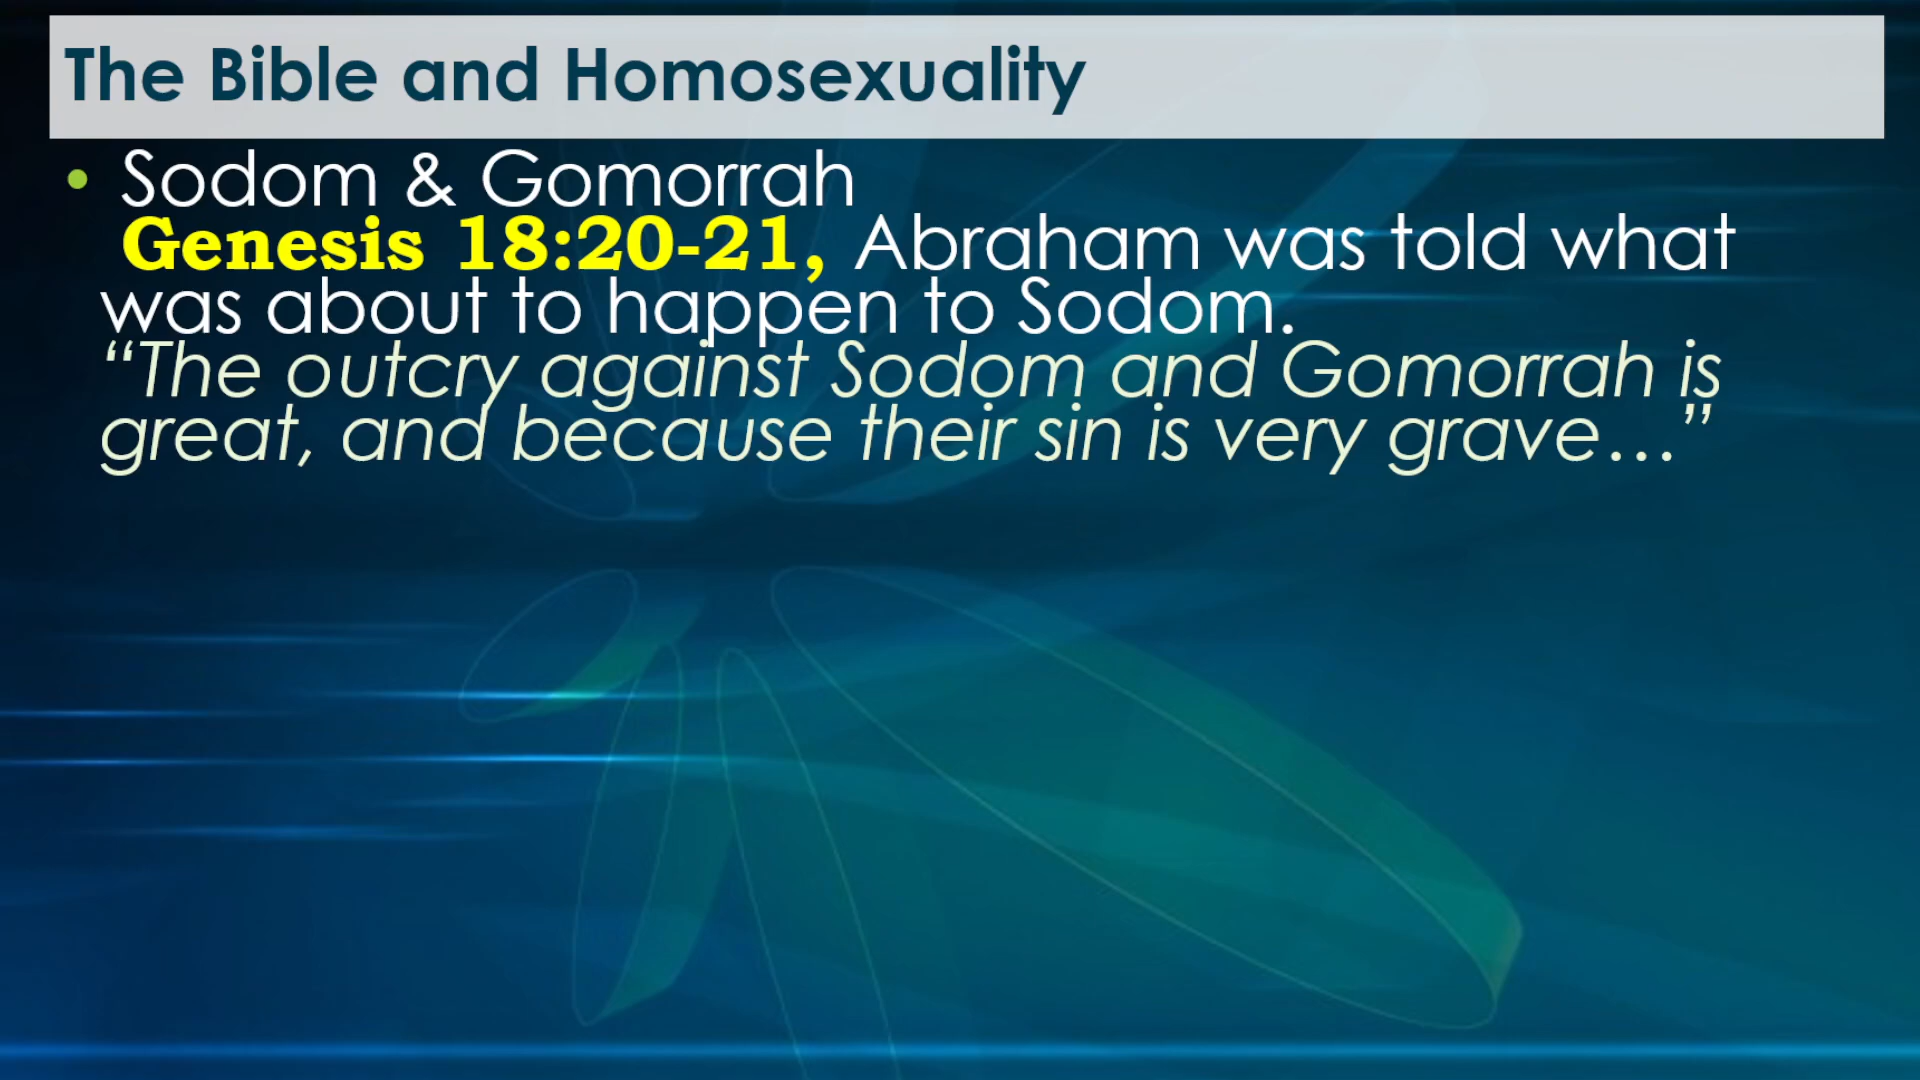 The Bible and Homosexuality
• Sodom & Gomorrah
Genesis 18:20-21, Abraham was told what
was about to happen to Sodom.
“The outcry against Sodom and Gomorrah is
great, and because their sin is very grave…”